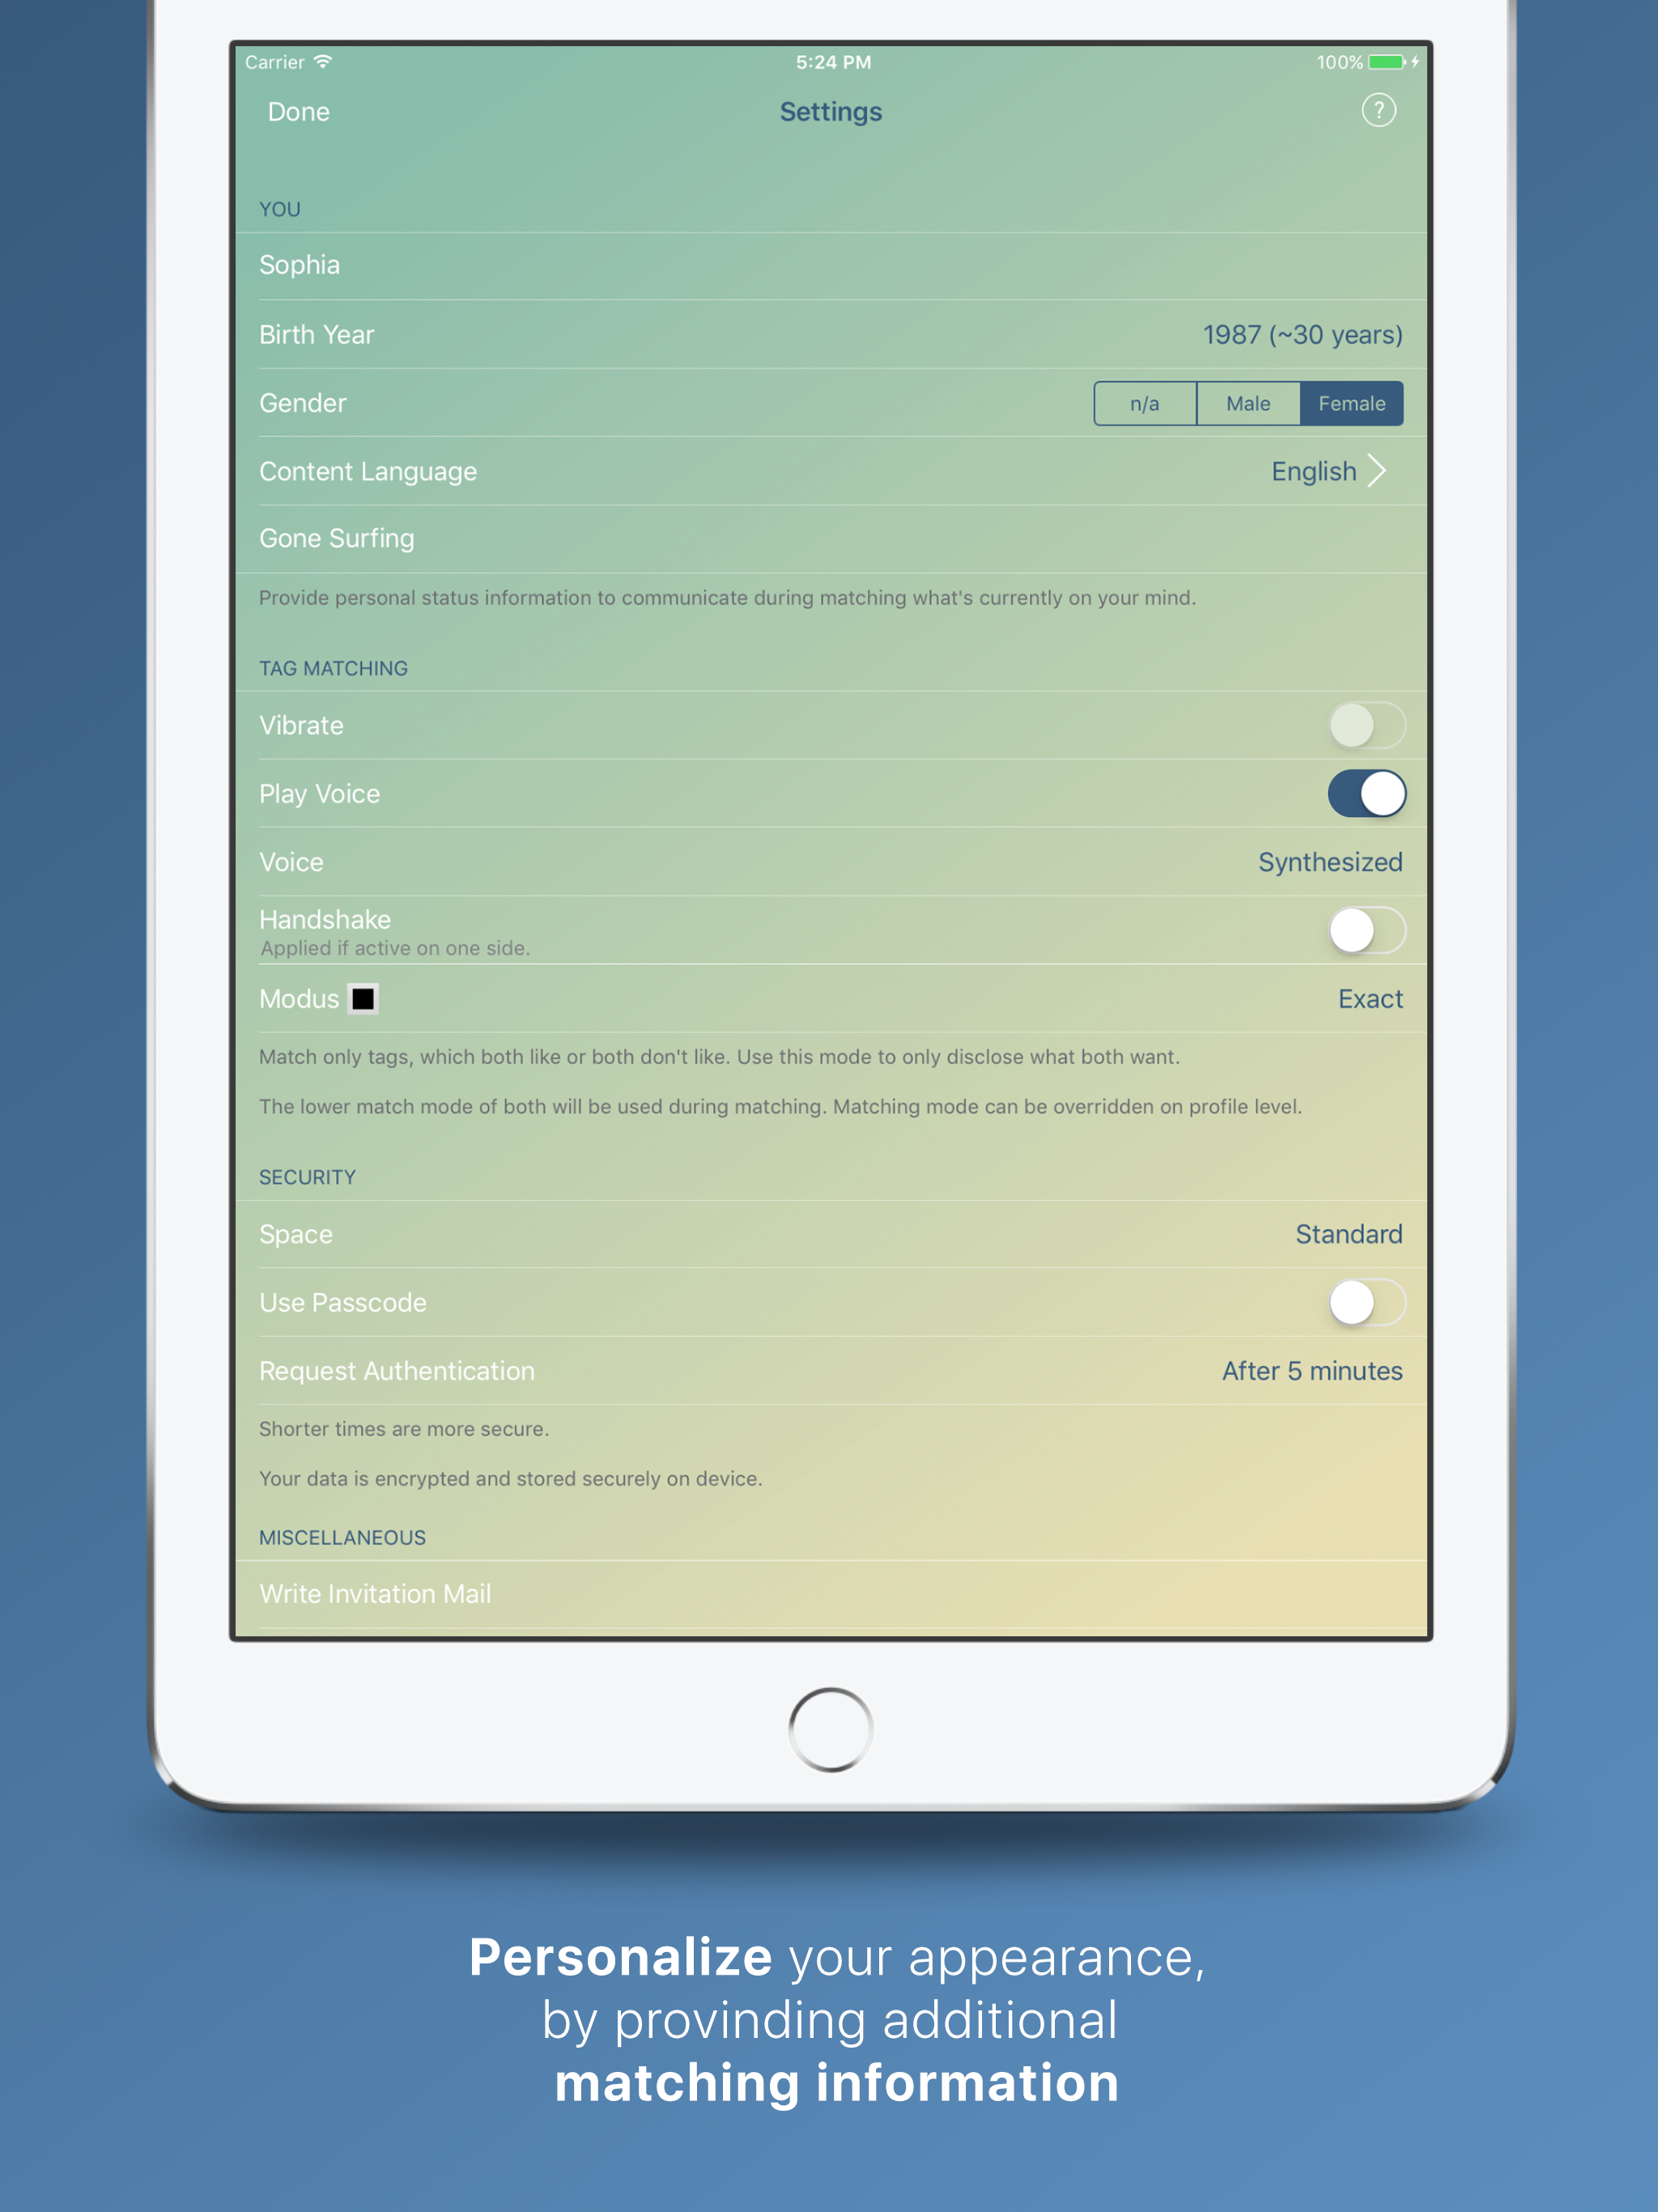 Carrier 5:24 PM 100%
Done Settings ?
YOU
Sophia
Birth Year 1987 (~30 years)
Gender n/a Male Female
Content Language English
Gone Surfing
Provide personal status information to communicate during matching what's currently on your mind.
TAG MATCHING
Vibrate
Play Voice
Voice Synthesized
Handshake
Applied if active on one side.
Modus Exact
Match only tags, which both like or both don't like. Use this mode to only disclose what both want.
The lower match mode of both will be used during matching. Matching mode can be overridden on profile level.
SECURITY
Space Standard
Use Passcode
Request Authentication After 5 minutes
Shorter times are more secure.
Your data is encrypted and stored securely on device.
MISCELLANEOUS
Write Invitation Mail
Personalize your appearance,
by provinding additional
matching information